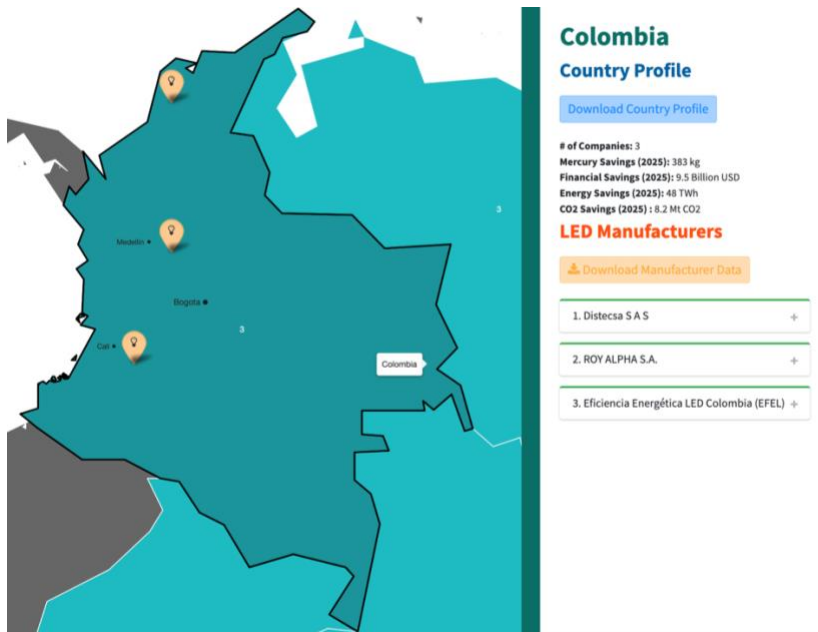 Colombia
Country Profile
Download Country Profile
# of Companies: 3
Mercury Savings (2025): 383 kg
Financial Savings (2025): 9.5 Billion USD
Energy Savings (2025): 48 TWh
CO2 Savings (2025) : 8.2 Mt CO2
LED Manufacturers
Download Manufacturer Data
1. Distecsa S A S
2. ROY ALPHA S.A.
3. Eficiencia Energética LED Colombia (EFEL)
3
Medellin
Bogota
3
Cali
Colombia
4